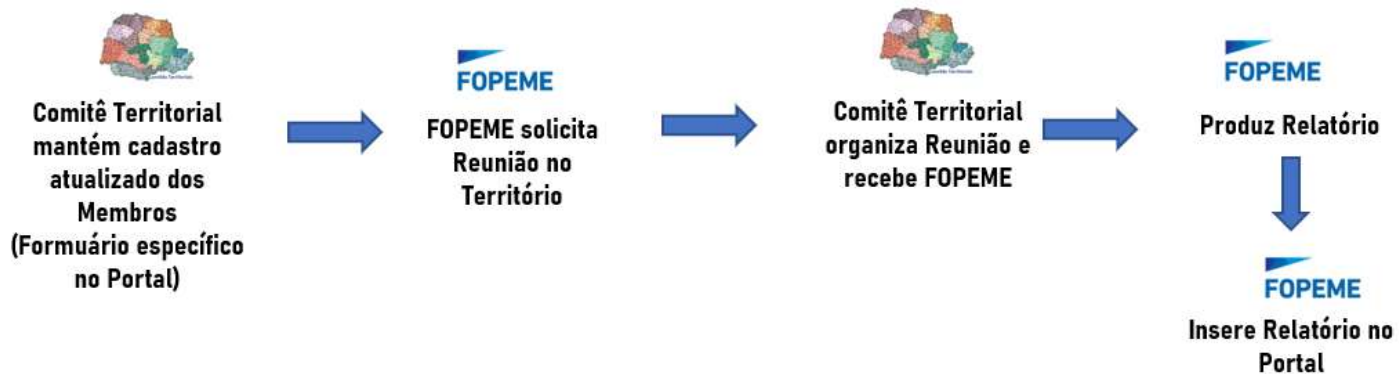 Comitê Territorial
mantém cadastro
atualizado dos
Membros
(Formuário específico
no Portal)
FOPEME
FOPEME solicita
Reunião no
Território
Comitê Territorial
organiza Reunião e
recebe FOPEME
FOPEME
Produz Relatório
FOPEME
Insere Relatório no
Portal